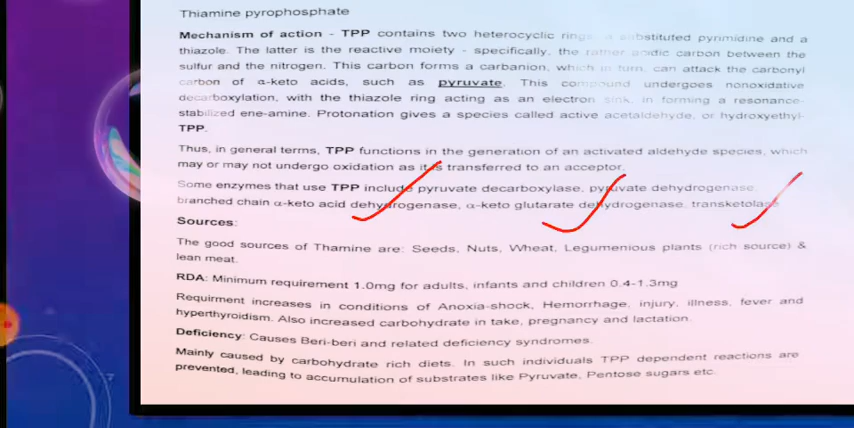 Thiamine pyrophosphate
Mechanism of action - TPP contains two heterocyclic rings, a substituted pyrimidine and a
thiazole. The latter is the reactive moiety - specifically, the rather acidic carbon between the
sulfur and the nitrogen. This carbon forms a carbanion, which in turn, can attack the carbonyl
carbon of α-keto acids, such as pyruvate. This compound undergoes nonoxidative
decarboxylation, with the thiazole ring acting as an electron sink, in forming a resonance-
stabilized ene-amine. Protonation gives a species called active acetaldehyde, or hydroxyethyl-
TPP.
Thus, in general terms, TPP functions in the generation of an activated aldehyde species, which
may or may not undergo oxidation as it is transferred to an acceptor.
Some enzymes that use TPP include pyruvate decarboxylase, pyruvate dehydrogenase,
branched chain α-keto acid dehydrogenase, α-keto glutarate dehydrogenase, transketolase
Sources:
The good sources of Thamine are: Seeds, Nuts, Wheat, Legumenious plants (rich source) &
lean meat.
RDA: Minimum requirement 1.0mg for adults, infants and children 0.4-1.3mg
Requirment increases in conditions of Anoxia-shock, Hemorrhage, injury, illness, fever and
hyperthyroidism. Also increased carbohydrate in take, pregnancy and lactation.
Deficiency: Causes Beri-beri and related deficiency syndromes.
Mainly caused by carbohydrate rich diets. In such individuals TPP dependent reactions are
prevented, leading to accumulation of substrates like Pyruvate, Pentose sugars etc.